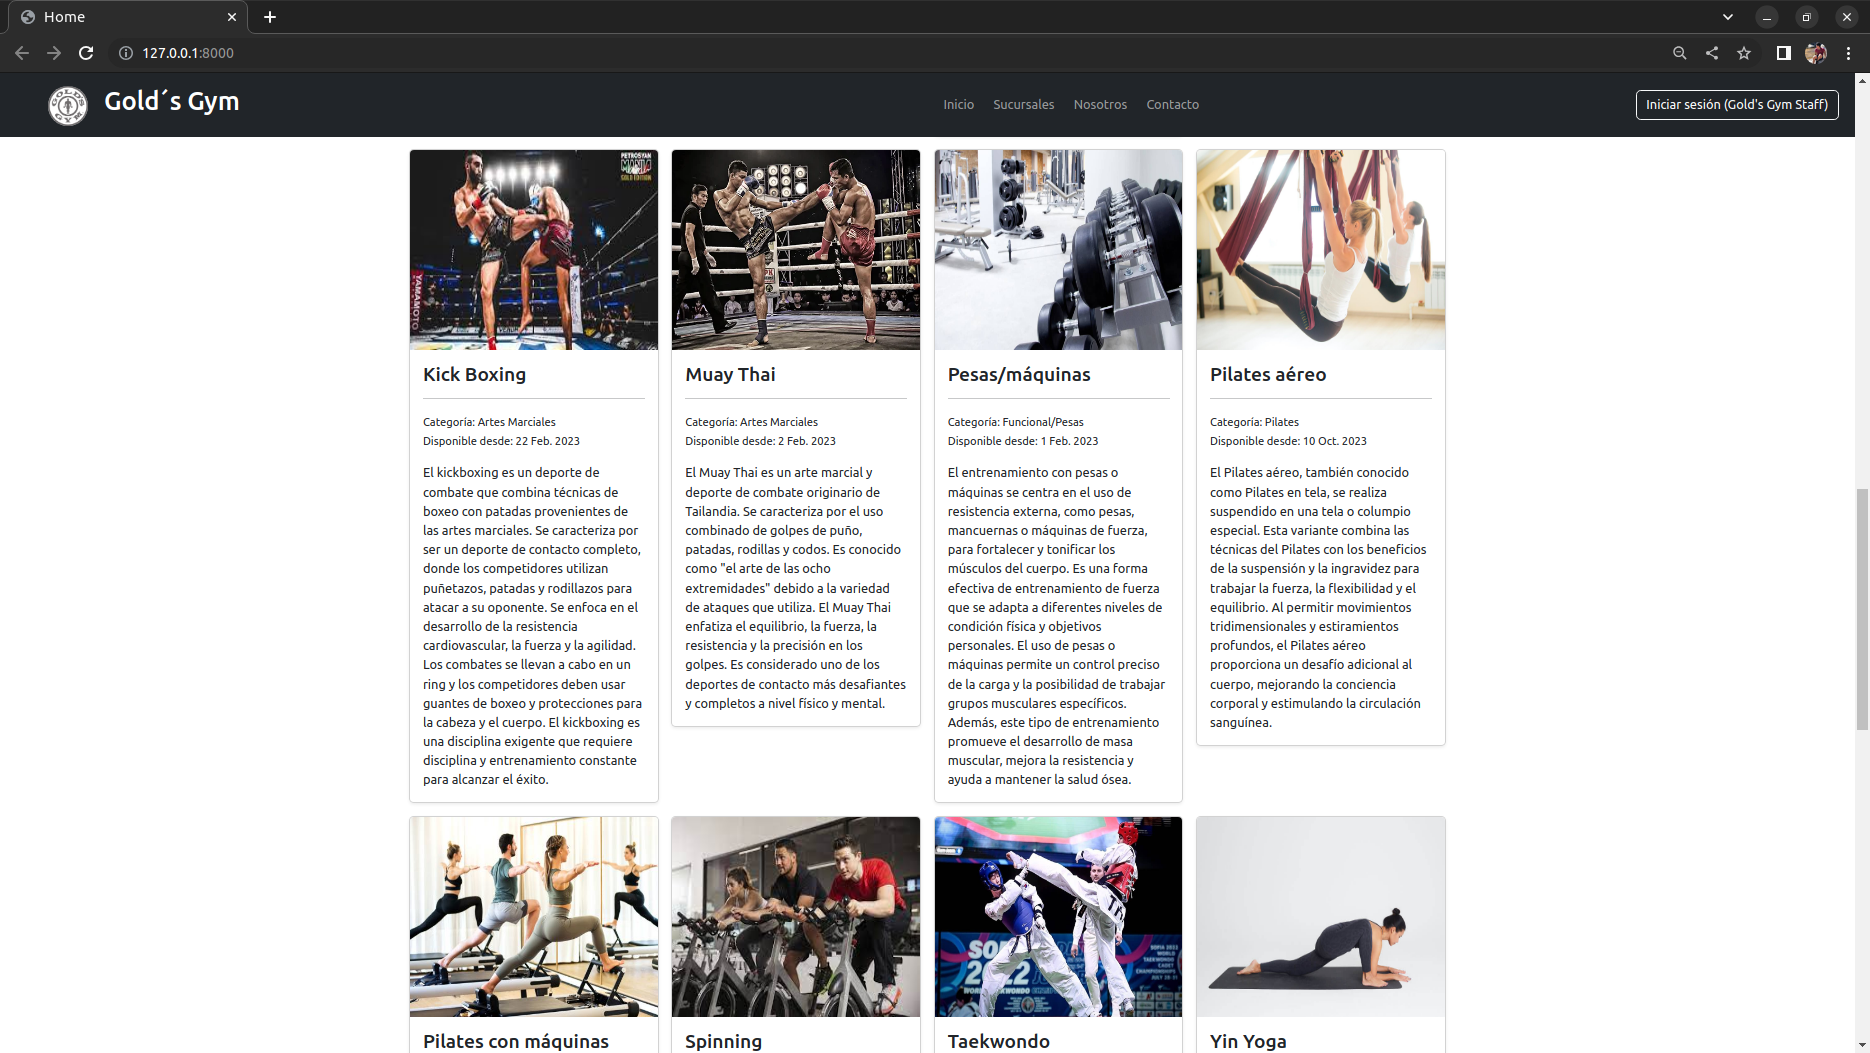 Home
127.0.0.1:8000
GOLD'S GYM
Gold´s Gym
Inicio
Sucursales
Nosotros
Contacto
Iniciar sesión (Gold's Gym Staff)
PETROSYAN
MANIA
GOLD EDITION
YAMAMOTO
Kick Boxing
Categoría: Artes Marciales
Disponible desde: 22 Feb. 2023
El kickboxing es un deporte de
combate que combina técnicas de
boxeo con patadas provenientes de
las artes marciales. Se caracteriza por
ser un deporte de contacto completo,
donde los competidores utilizan
puñetazos, patadas y rodillazos para
atacar a su oponente. Se enfoca en el
desarrollo de la resistencia
cardiovascular, la fuerza y la agilidad.
Los combates se llevan a cabo en un
ring y los competidores deben usar
guantes de boxeo y protecciones para
la cabeza y el cuerpo. El kickboxing es
una disciplina exigente que requiere
disciplina y entrenamiento constante
para alcanzar el éxito.
Muay Thai
Categoría: Artes Marciales
Disponible desde: 2 Feb. 2023
El Muay Thai es un arte marcial y
deporte de combate originario de
Tailandia. Se caracteriza por el uso
combinado de golpes de puño,
patadas, rodillas y codos. Es conocido
como "el arte de las ocho
extremidades" debido a la variedad
de ataques que utiliza. El Muay Thai
enfatiza el equilibrio, la fuerza, la
resistencia y la precisión en los
golpes. Es considerado uno de los
deportes de contacto más desafiantes
y completos a nivel físico y mental.
Pesas/máquinas
Categoría: Funcional/Pesas
Disponible desde: 1 Feb. 2023
El entrenamiento con pesas o
máquinas se centra en el uso de
resistencia externa, como pesas,
mancuernas o máquinas de fuerza,
para fortalecer y tonificar los
músculos del cuerpo. Es una forma
efectiva de entrenamiento de fuerza
que se adapta a diferentes niveles de
condición física y objetivos
personales. El uso de pesas o
máquinas permite un control preciso
de la carga y la posibilidad de trabajar
grupos musculares específicos.
Además, este tipo de entrenamiento
promueve el desarrollo de masa
muscular, mejora la resistencia y
ayuda a mantener la salud ósea.
Pilates aéreo
Categoría: Pilates
Disponible desde: 10 Oct. 2023
El Pilates aéreo, también conocido
como Pilates en tela, se realiza
suspendido en una tela o columpio
especial. Esta variante combina las
técnicas del Pilates con los beneficios
de la suspensión y la ingravidez para
trabajar la fuerza, la flexibilidad y el
equilibrio. Al permitir movimientos
tridimensionales y estiramientos
profundos, el Pilates aéreo
proporciona un desafío adicional al
cuerpo, mejorando la conciencia
corporal y estimulando la circulación
sanguínea.
Pilates con máquinas
Spinning
SOFIA 2022
WORLD
TAEKWONDO
CADET
CHAMPIONSHIPS
Taekwondo
Yin Yoga